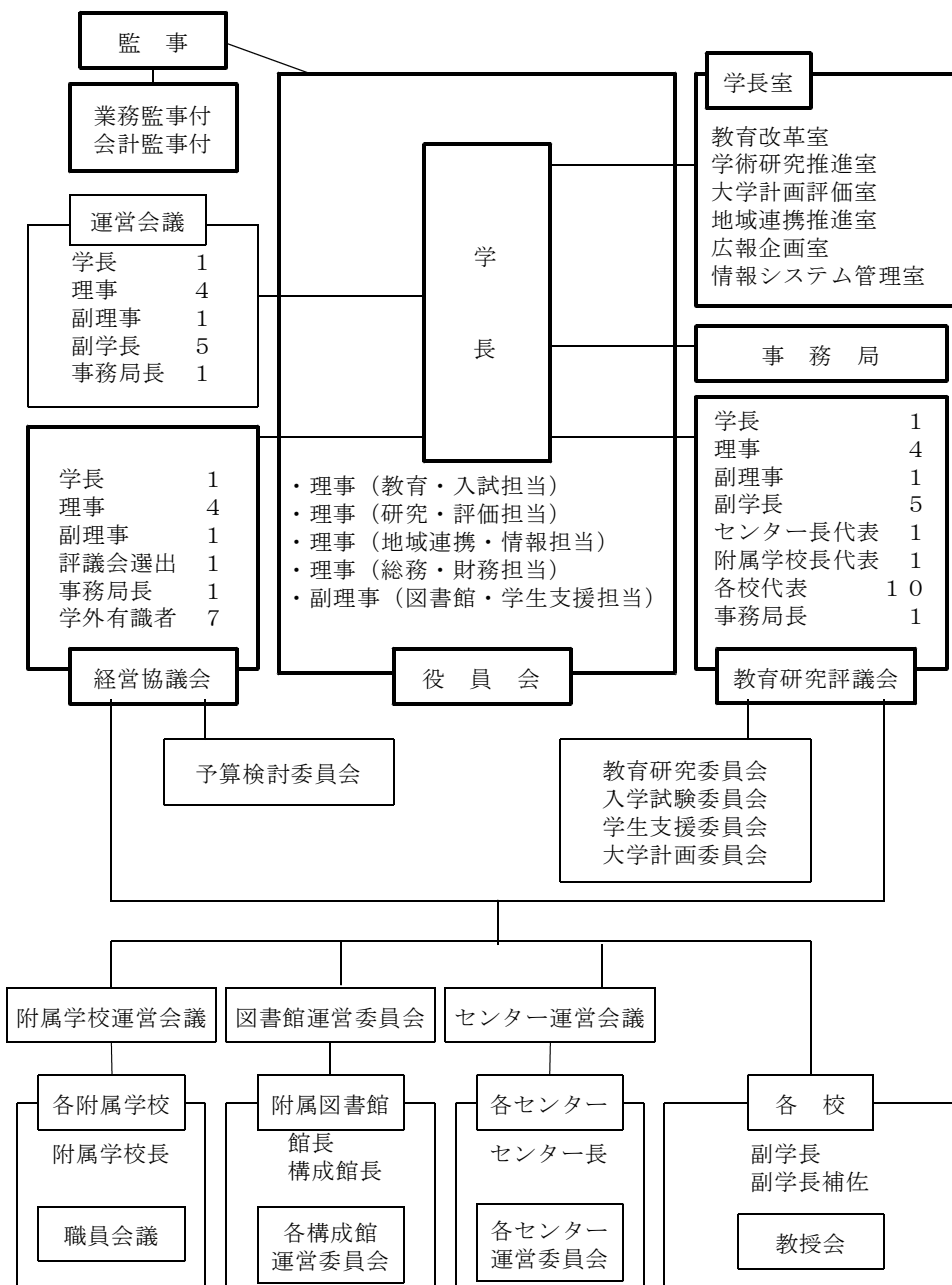 監　事
業務監事付
会計監事付
学長室
教育改革室
学術研究推進室
大学計画評価室
地域連携推進室
広報企画室
情報システム管理室
運営会議
学長　1
理事　4
副理事　1
副学長　5
事務局長　1
学
長
事　務　局
学長　1
理事　4
副理事　1
評議会選出　1
事務局長　1
学外有識者　7
経営協議会
・理事（教育・入試担当）
・理事（研究・評価担当）
・理事（地域連携・情報担当）
・理事（総務・財務担当）
・副理事（図書館・学生支援担当）
役　員　会
学長　1
理事　4
副理事　1
副学長　5
センター長代表　1
附属学校長代表　1
各校代表　１０
事務局長　1
教育研究評議会
予算検討委員会
教育研究委員会
入学試験委員会
学生支援委員会
大学計画委員会
附属学校運営会議
図書館運営委員会
センター運営会議
各附属学校
附属学校長
職員会議
附属図書館
館長
構成館長
各構成館
運営委員会
各センター
センター長
各センター
運営委員会
各　校
副学長
副学長補佐
教授会